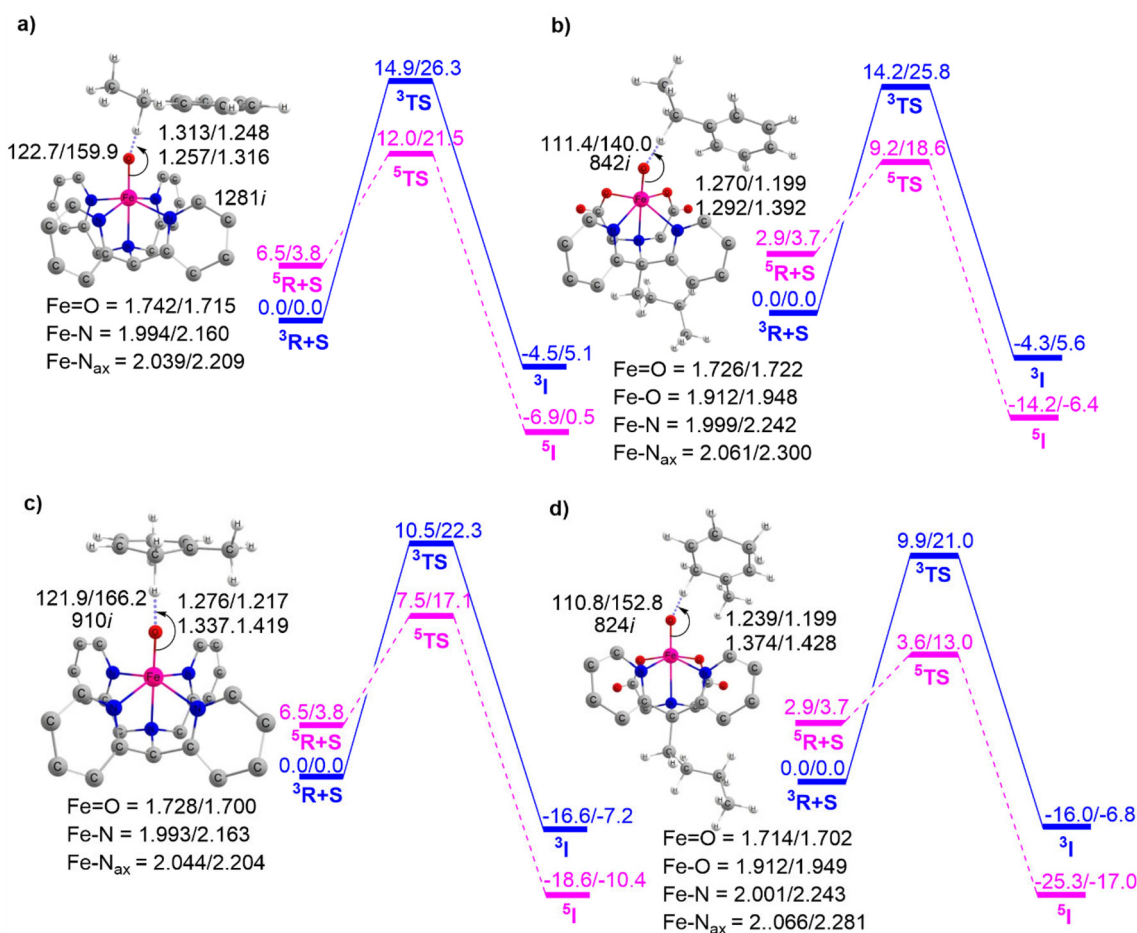 a)
14.9/26.3
³TS
1.313/1.248
1.257/1.316
12.0/21.5
⁵TS
122.7/159.9
1281i
6.5/3.8
⁵R+S
0.0/0.0
³R+S
Fe=O = 1.742/1.715
Fe-N = 1.994/2.160
Fe-Nₐₓ = 2.039/2.209
-4.5/5.1
³I
-6.9/0.5
⁵I
b)
14.2/25.8
³TS
111.4/140.0
842i
9.2/18.6
⁵TS
1.270/1.199
1.292/1.392
2.9/3.7
⁵R+S
0.0/0.0
³R+S
Fe=O = 1.726/1.722
Fe-O = 1.912/1.948
Fe-N = 1.999/2.242
Fe-Nₐₓ = 2.061/2.300
-4.3/5.6
³I
-14.2/-6.4
⁵I
c)
10.5/22.3
³TS
121.9/166.2
910i
1.276/1.217
1.337.1.419
7.5/17.1
⁵TS
6.5/3.8
⁵R+S
0.0/0.0
³R+S
Fe=O = 1.728/1.700
Fe-N = 1.993/2.163
Fe-Nₐₓ = 2.044/2.204
-16.6/-7.2
³I
-18.6/-10.4
⁵I
d)
9.9/21.0
³TS
110.8/152.8
824i
1.239/1.199
1.374/1.428
3.6/13.0
⁵TS
2.9/3.7
⁵R+S
0.0/0.0
³R+S
Fe=O = 1.714/1.702
Fe-O = 1.912/1.949
Fe-N = 2.001/2.243
Fe-Nₐₓ = 2..066/2.281
-16.0/-6.8
³I
-25.3/-17.0
⁵I